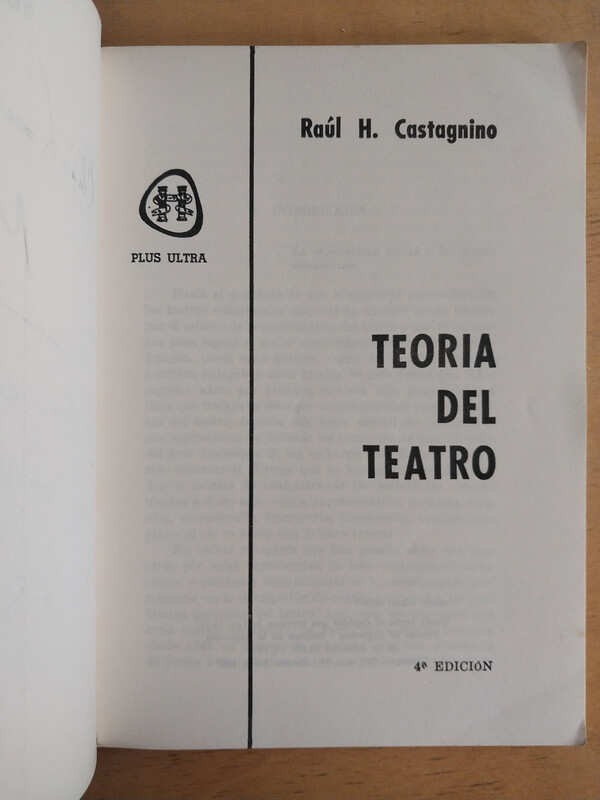 Raúl H. Castagnino
PLUS ULTRA
TEORIA
DEL
TEATRO
4ª EDICIÓN